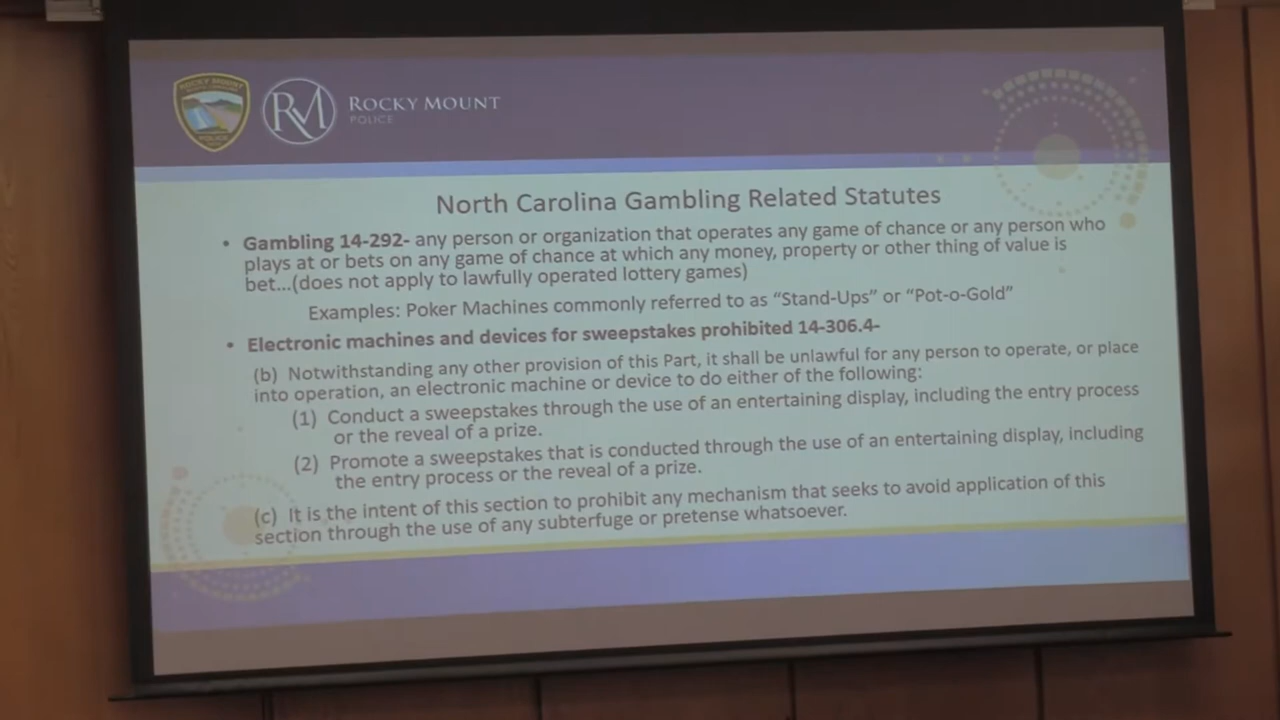 ROCKY MOUNT
POLICE
RM
ROCKY MOUNT
POLICE
North Carolina Gambling Related Statutes
• Gambling 14-292- any person or organization that operates any game of chance or any person who
plays at or bets on any game of chance at which any money, property or other thing of value is
bet...(does not apply to lawfully operated lottery games)
Examples: Poker Machines commonly referred to as “Stand-Ups” or “Pot-o-Gold”
• Electronic machines and devices for sweepstakes prohibited 14-306.4-
(b) Notwithstanding any other provision of this Part, it shall be unlawful for any person to operate, or place
into operation, an electronic machine or device to do either of the following:
(1) Conduct a sweepstakes through the use of an entertaining display, including the entry process
or the reveal of a prize.
(2) Promote a sweepstakes that is conducted through the use of an entertaining display, including
the entry process or the reveal of a prize.
(c) It is the intent of this section to prohibit any mechanism that seeks to avoid application of this
section through the use of any subterfuge or pretense whatsoever.